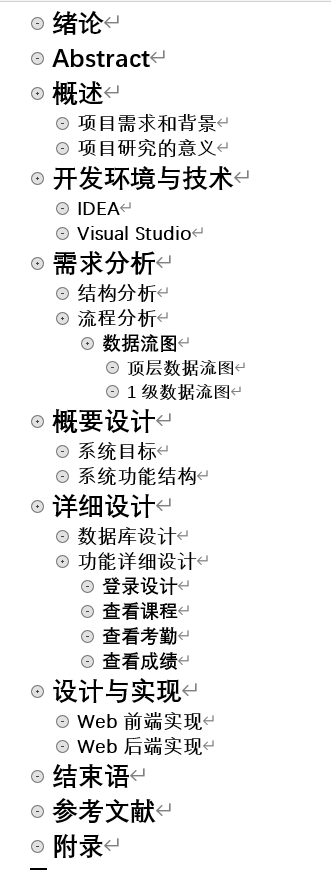 绪论
Abstract
概述
项目需求和背景
项目研究的意义
开发环境与技术
IDEA
Visual Studio
需求分析
结构分析
流程分析
数据流图
顶层数据流图
1 级数据流图
概要设计
系统目标
系统功能结构
详细设计
数据库设计
功能详细设计
登录设计
查看课程
查看考勤
查看成绩
设计与实现
Web 前端实现
Web 后端实现
结束语
参考文献
附录